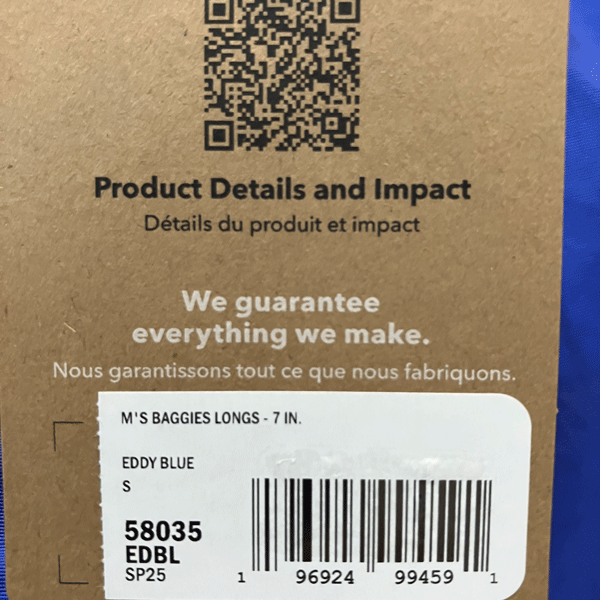 Product Details and Impact
Détails du produit et impact
We guarantee
everything we make.
Nous garantissons tout ce que nous fabriquons.
M'S BAGGIES LONGS - 7 IN.
EDDY BLUE
S
58035
EDBL
SP25
1 96924 99459 1